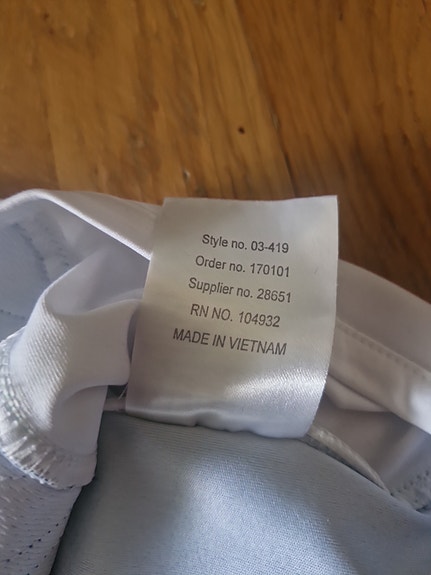 Style no. 03-419
Order no. 170101
Supplier no. 28651
RN NO. 104932
MADE IN VIETNAM